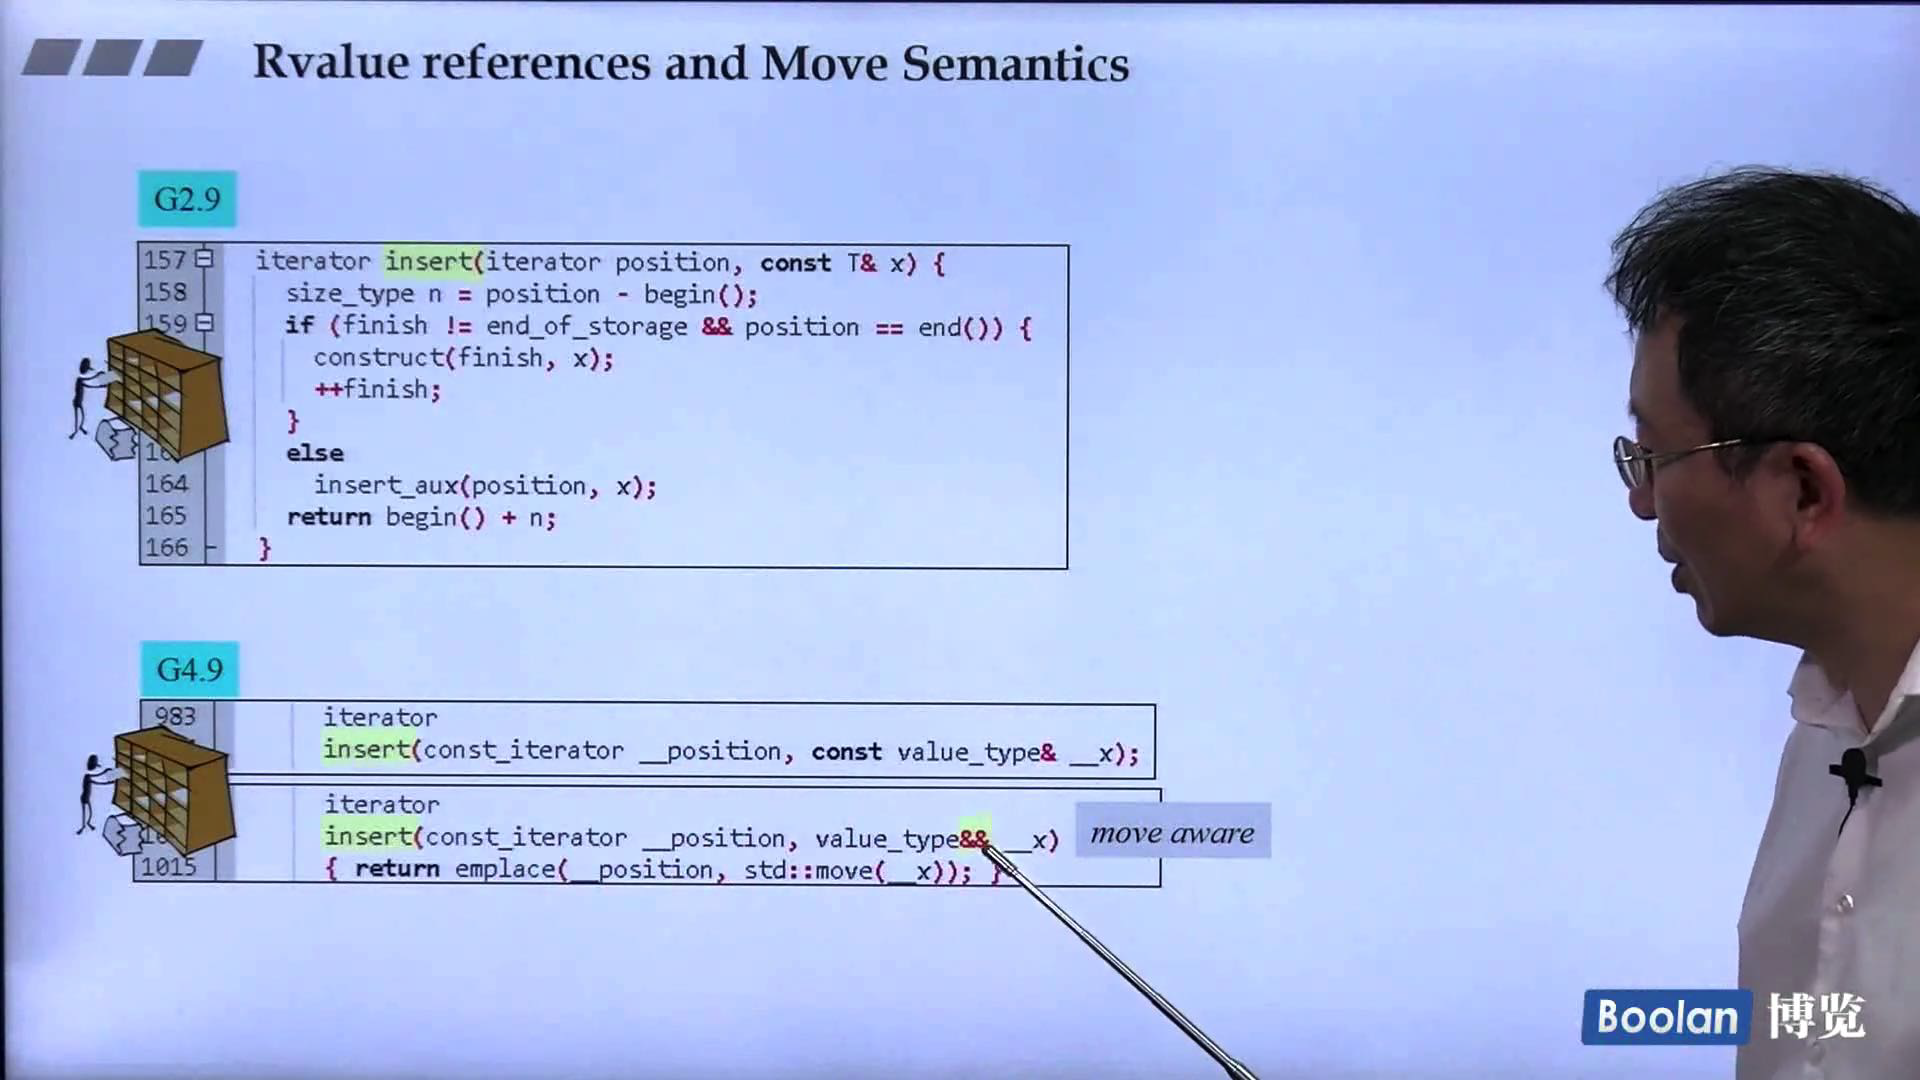 Rvalue references and Move Semantics
G2.9
157 iterator insert(iterator position, const T& x) {
158 size_type n = position - begin();
159 if (finish != end_of_storage && position == end()) {
construct(finish, x);
++finish;
}
else
164 insert_aux(position, x);
165 return begin() + n;
166 }
G4.9
983 iterator
insert(const_iterator __position, const value_type& __x);
iterator
insert(const_iterator __position, value_type&& __x)
move aware
1015 { return emplace(__position, std::move(__x)); }
Boolan 博览